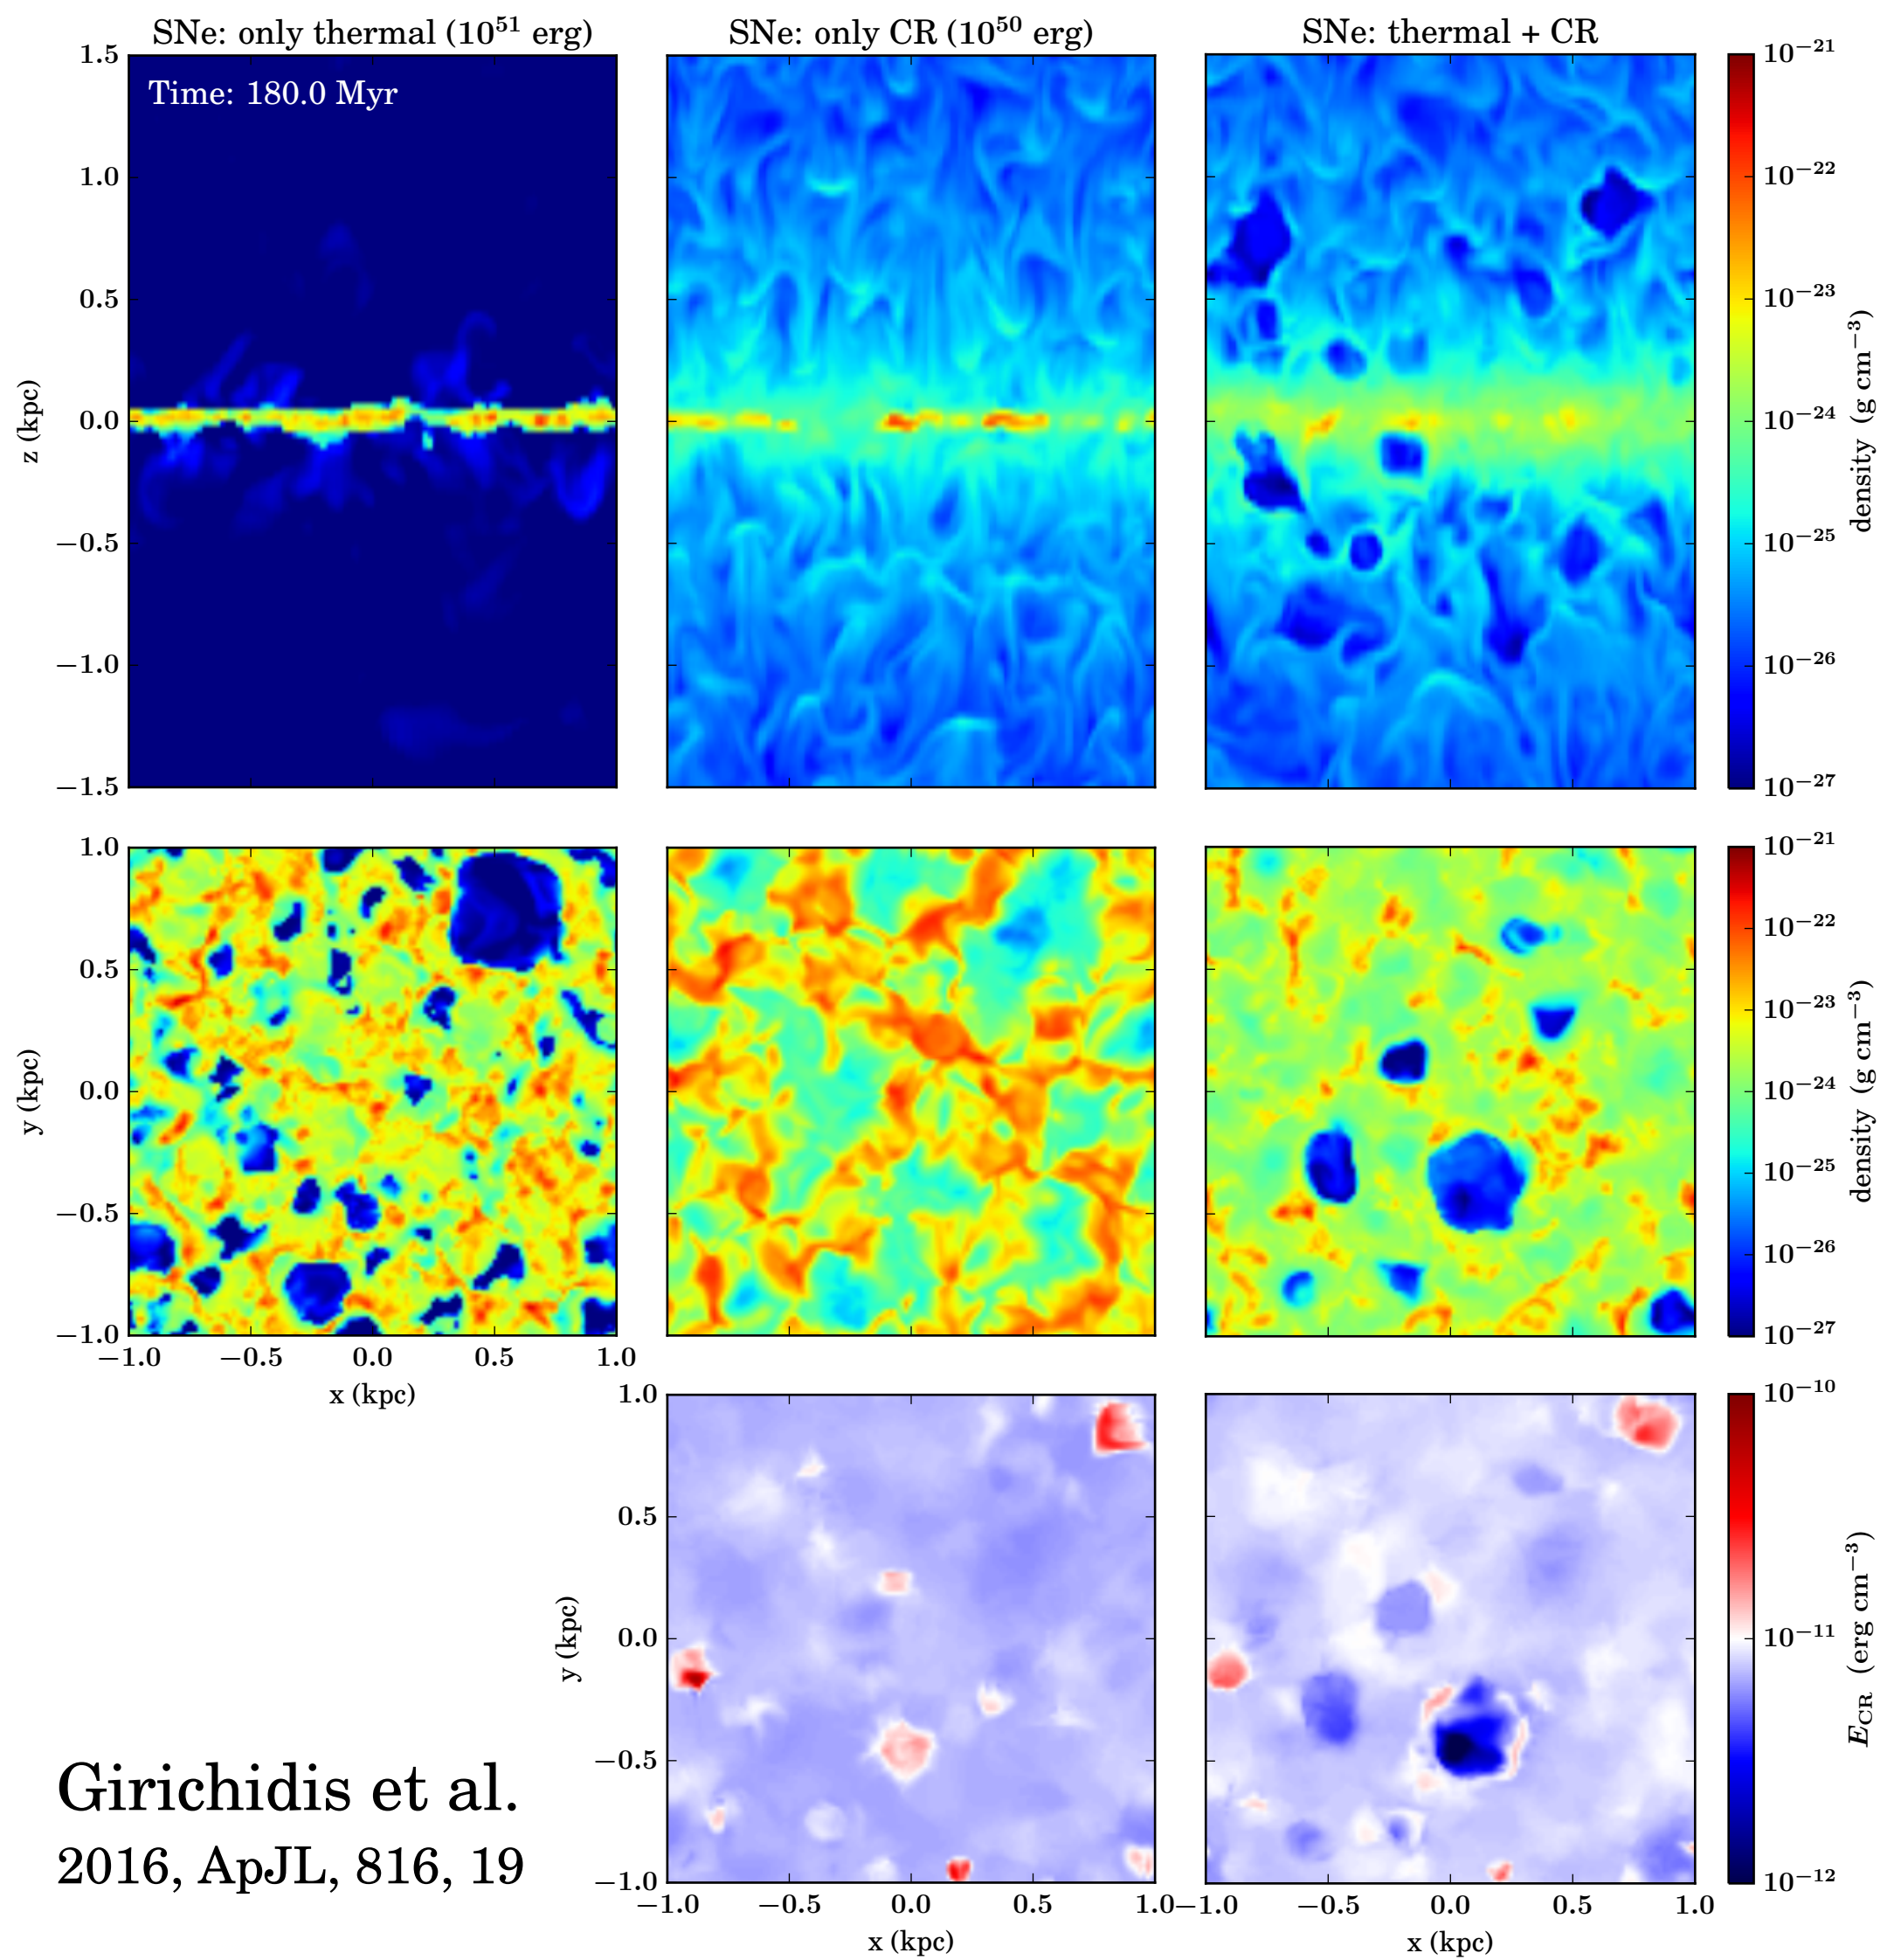 SNe: only thermal (10⁵¹ erg)
SNe: only CR (10⁵⁰ erg)
SNe: thermal + CR
Time: 180.0 Myr
1.5
1.0
0.5
0.0
−0.5
−1.0
−1.5
z (kpc)
10⁻²¹
10⁻²²
10⁻²³
10⁻²⁴
10⁻²⁵
10⁻²⁶
10⁻²⁷
density (g cm⁻³)
1.0
0.5
0.0
−0.5
−1.0
y (kpc)
−1.0 −0.5 0.0 0.5 1.0
x (kpc)
10⁻²¹
10⁻²²
10⁻²³
10⁻²⁴
10⁻²⁵
10⁻²⁶
10⁻²⁷
density (g cm⁻³)
1.0
0.5
0.0
−0.5
−1.0
y (kpc)
−1.0 −0.5 0.0 0.5 1.0
x (kpc)
−1.0 −0.5 0.0 0.5 1.0
x (kpc)
10⁻¹⁰
10⁻¹¹
10⁻¹²
E_CR (erg cm⁻³)
Girichidis et al.
2016, ApJL, 816, 19